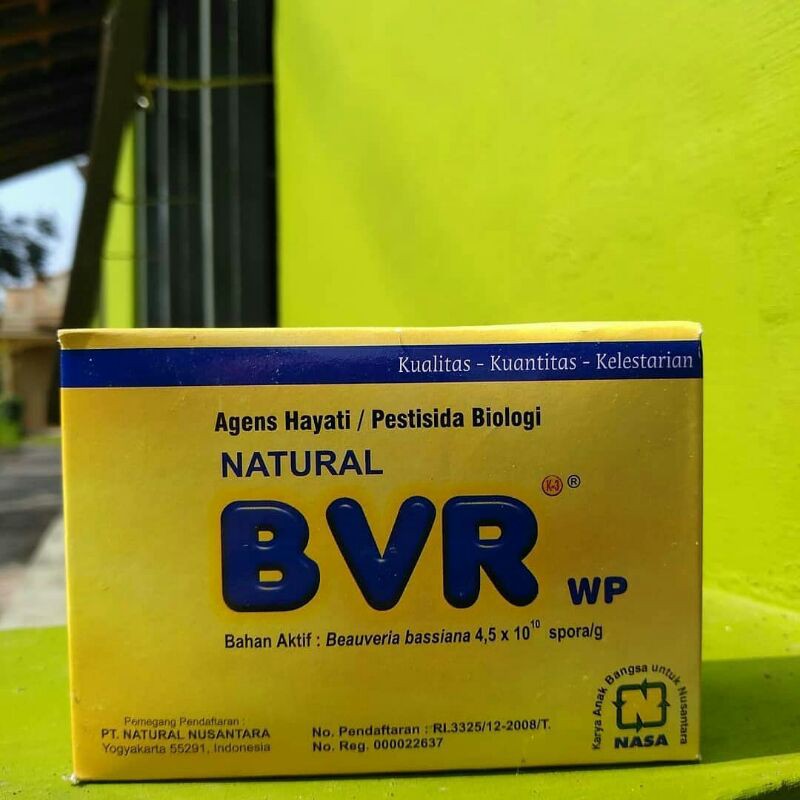 Kualitas - Kuantitas - Kelestarian
Agens Hayati / Pestisida Biologi
NATURAL
K-3 ®
BVR WP
Bahan Aktif : Beauveria bassiana 4,5 x 10¹⁰ spora/g
Pemegang Pendaftaran :
PT. NATURAL NUSANTARA
Yogyakarta 55291, Indonesia
No. Pendaftaran : RI.3325/12-2008/T.
No. Reg. 000022637
Karya Anak Bangsa untuk Nusantara
N
NASA